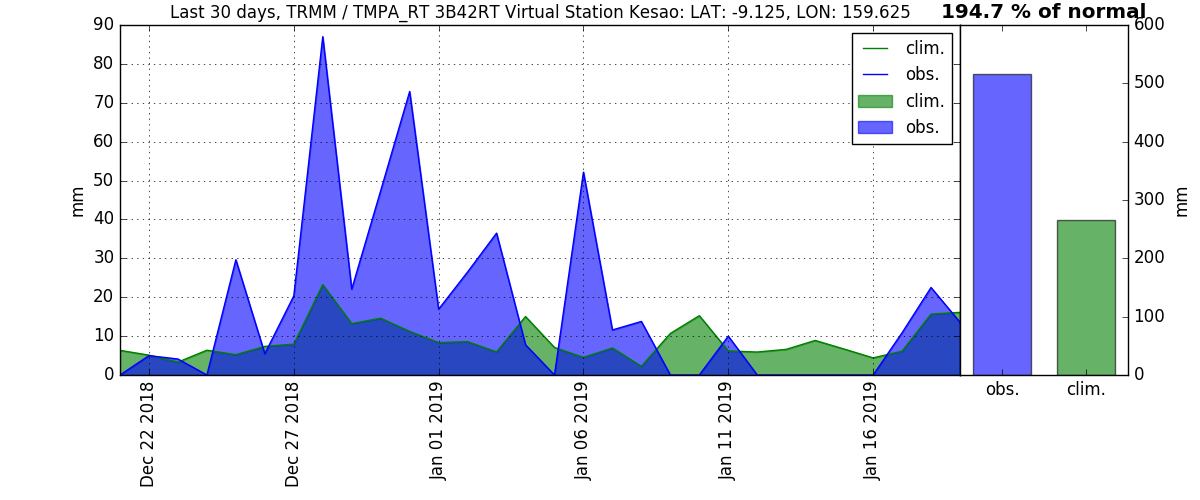 Last 30 days, TRMM / TMPA_RT 3B42RT Virtual Station Kesao: LAT: -9.125, LON: 159.625
194.7 % of normal
90
80
70
60
50
40
30
20
10
0
mm
clim.
obs.
clim.
obs.
600
500
400
300
200
100
0
mm
Dec 22 2018
Dec 27 2018
Jan 01 2019
Jan 06 2019
Jan 11 2019
Jan 16 2019
obs.
clim.